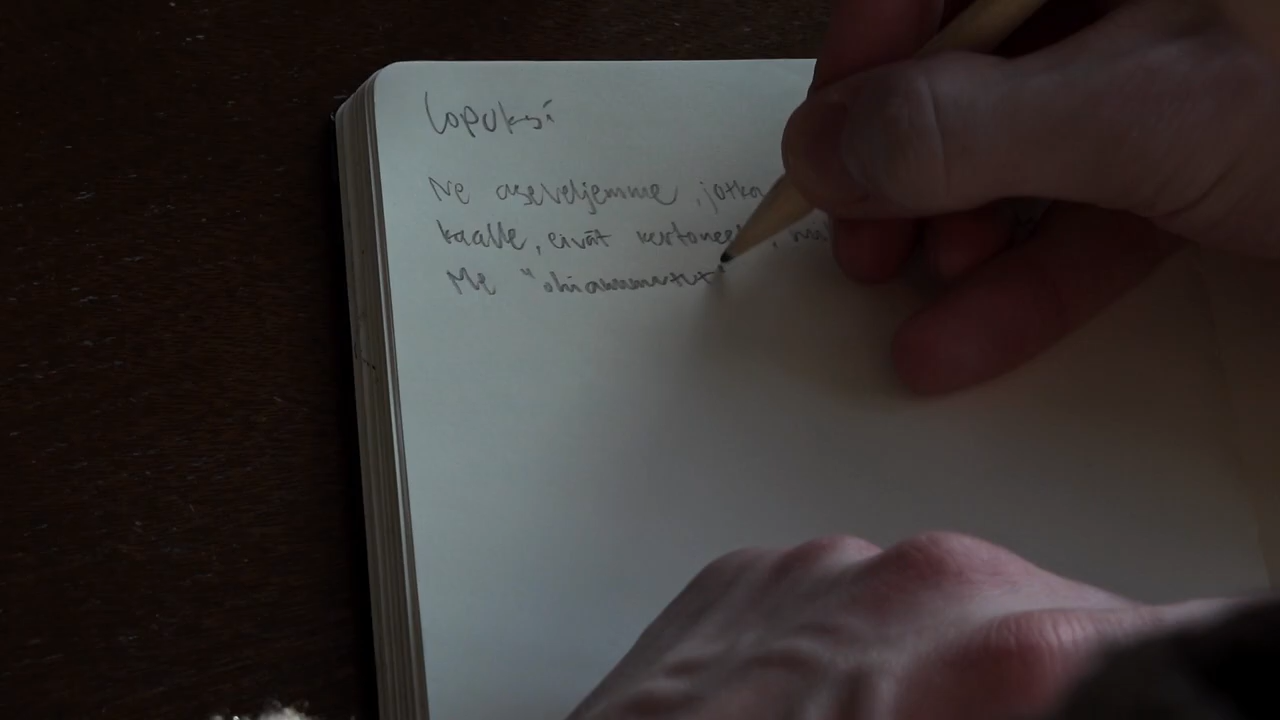 Lopuksi
Ne aseveljemme, jotka
kaalle, eivät kertoneet,
Me "ohiammutut"